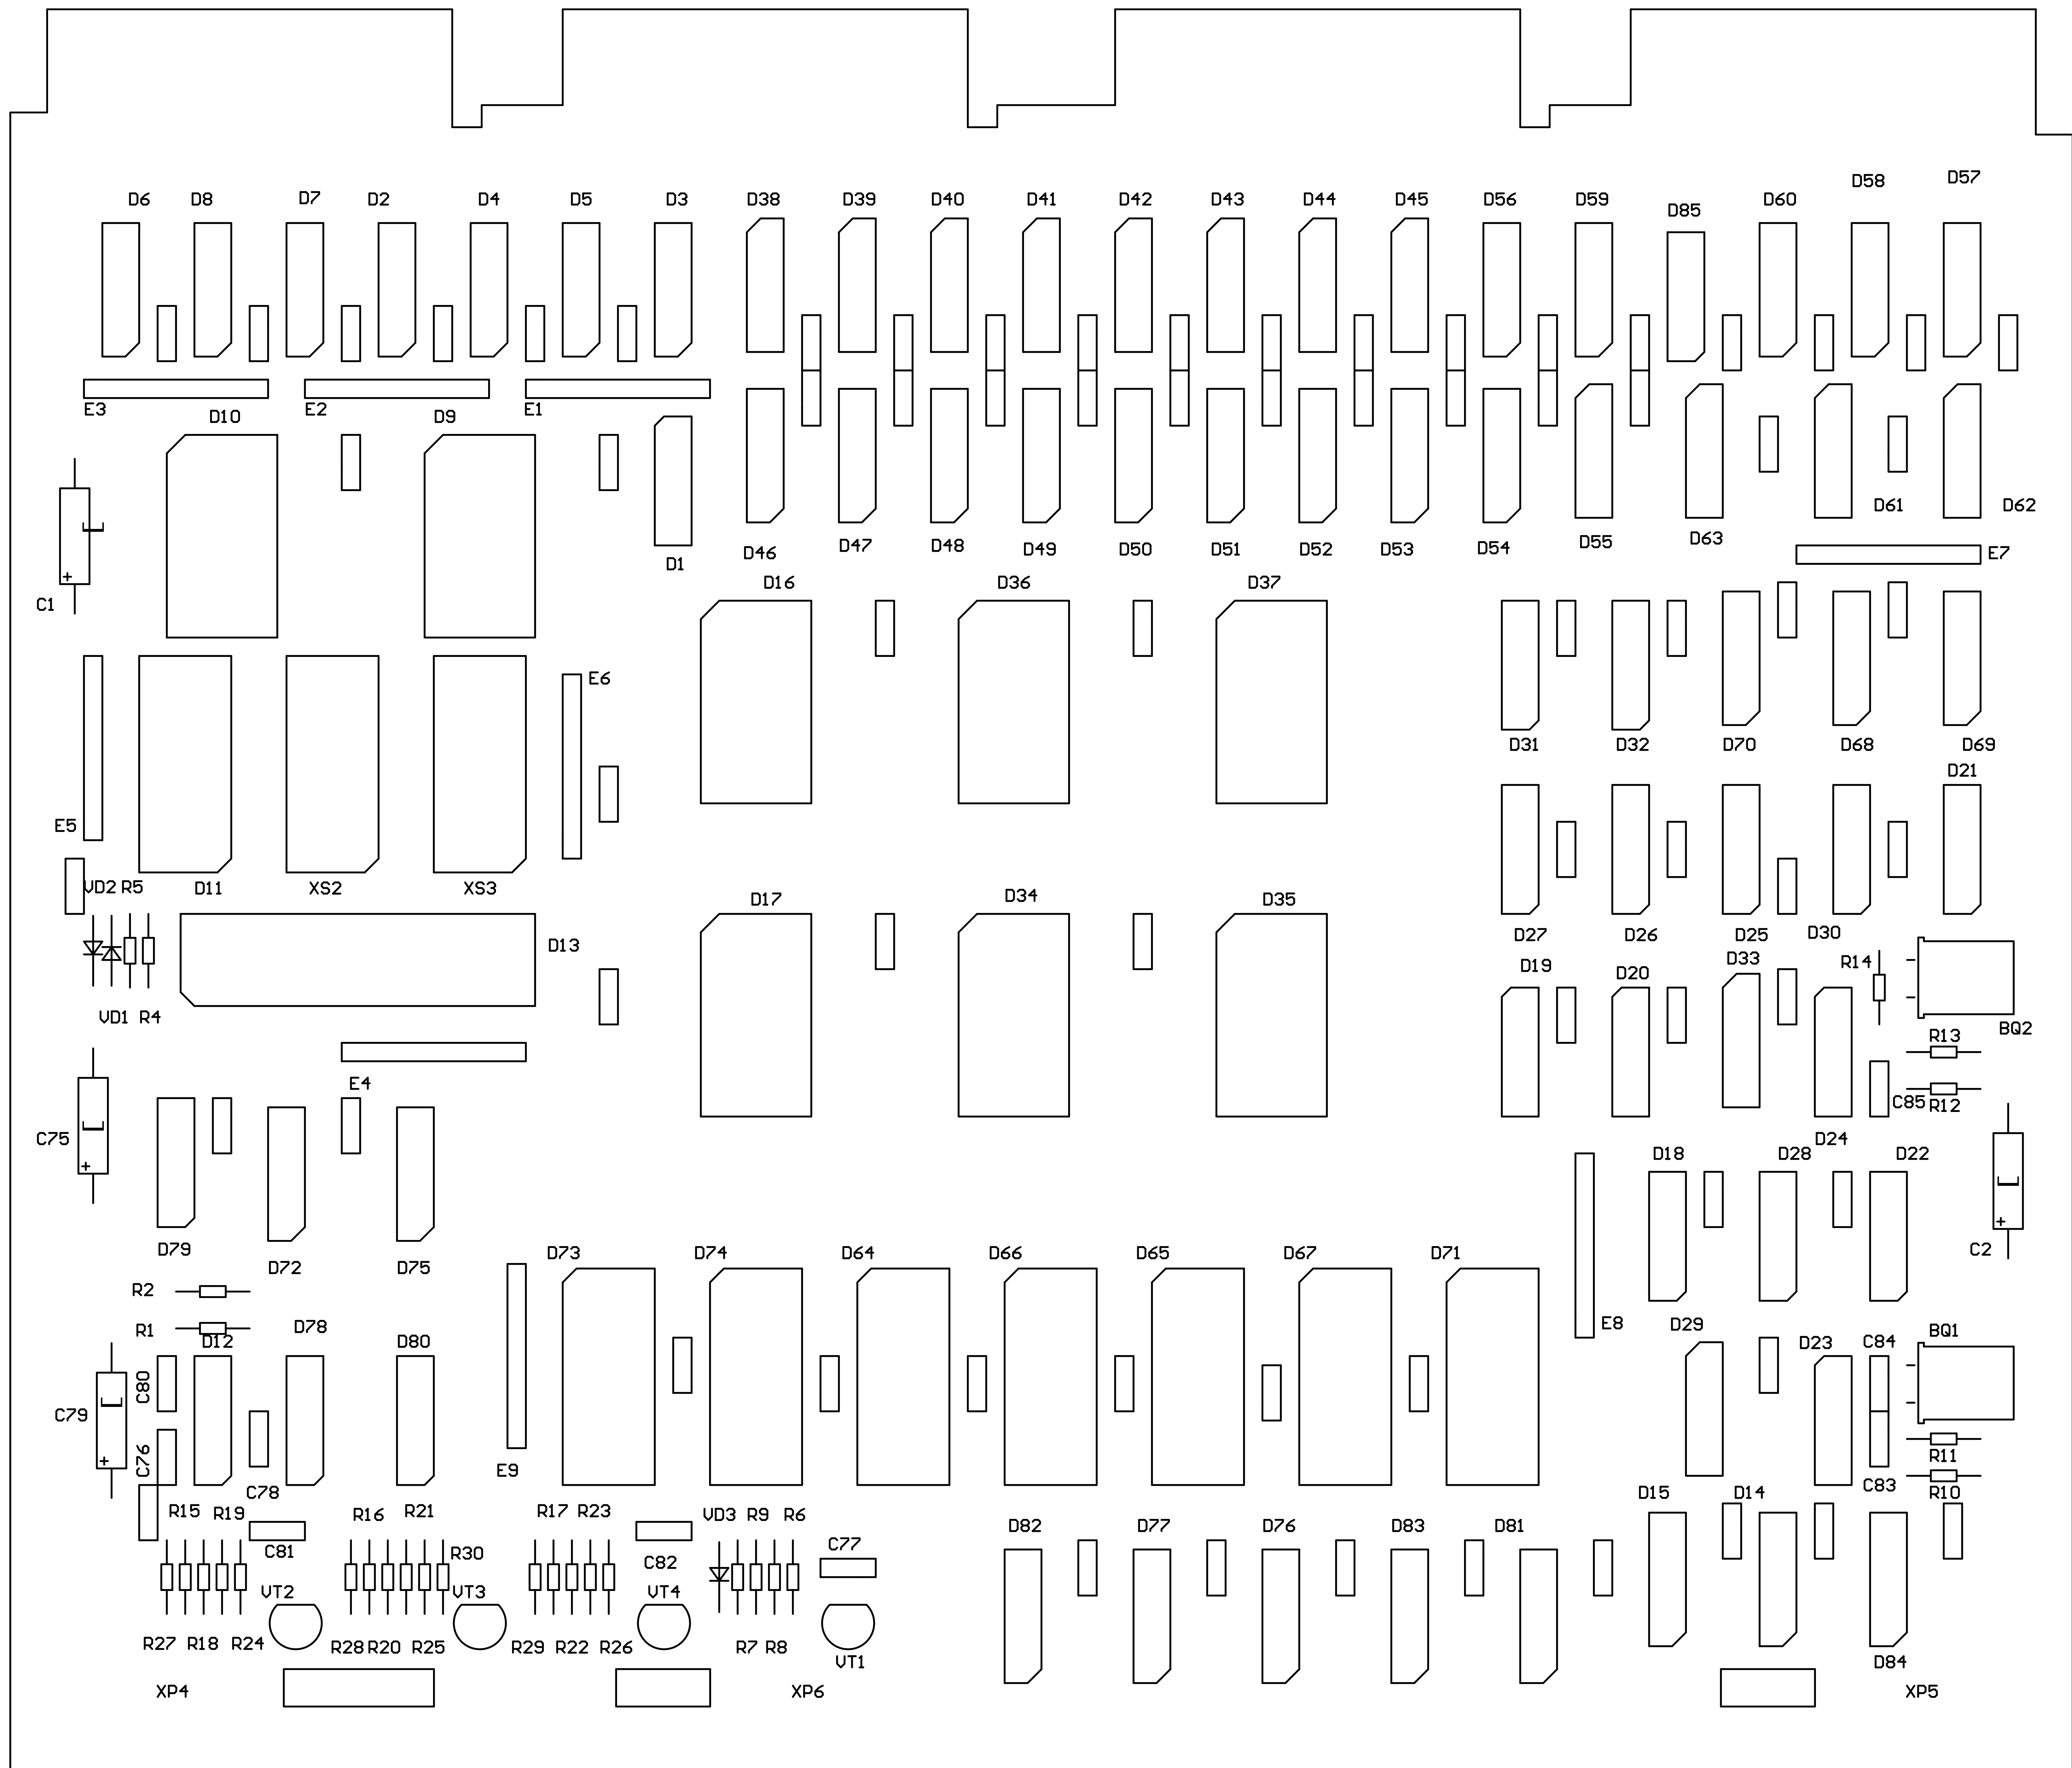 D6 D8 D7 D2 D4 D5 D3 D38 D39 D40 D41 D42 D43 D44 D45 D56 D59 D85 D60 D58 D57
E3 E2 E1
D10 D9
D61 D62
D46 D47 D48 D49 D50 D51 D52 D53 D54 D55 D63
E7
D1
D16 D36 D37
+
C1
E6
D31 D32 D70 D68 D69
D21
E5
VD2 R5 D11 XS2 XS3
D17 D34 D35
D27 D26 D25 D30
D13
D19 D20 D33 R14
VD1 R4
BQ2
R13
E4
C85 R12
C75
D24
D18 D28 D22
+
+
D79
D73 D74 D64 D66 D65 D67 D71
C2
D72 D75
R2
E8
R1 D78
D29 BQ1
D12 D80
D23 C84
C80
C79
C76
+
R11
E9
C78
C83 R10
D15 D14
R15 R19 R16 R21 R17 R23 VD3 R9 R6
D82 D77 D76 D83 D81
C81 R30 C82 C77
VT2 VT3 VT4
R27 R18 R24 R28 R20 R25 R29 R22 R26 R7 R8
VT1
D84
XP4 XP6 XP5